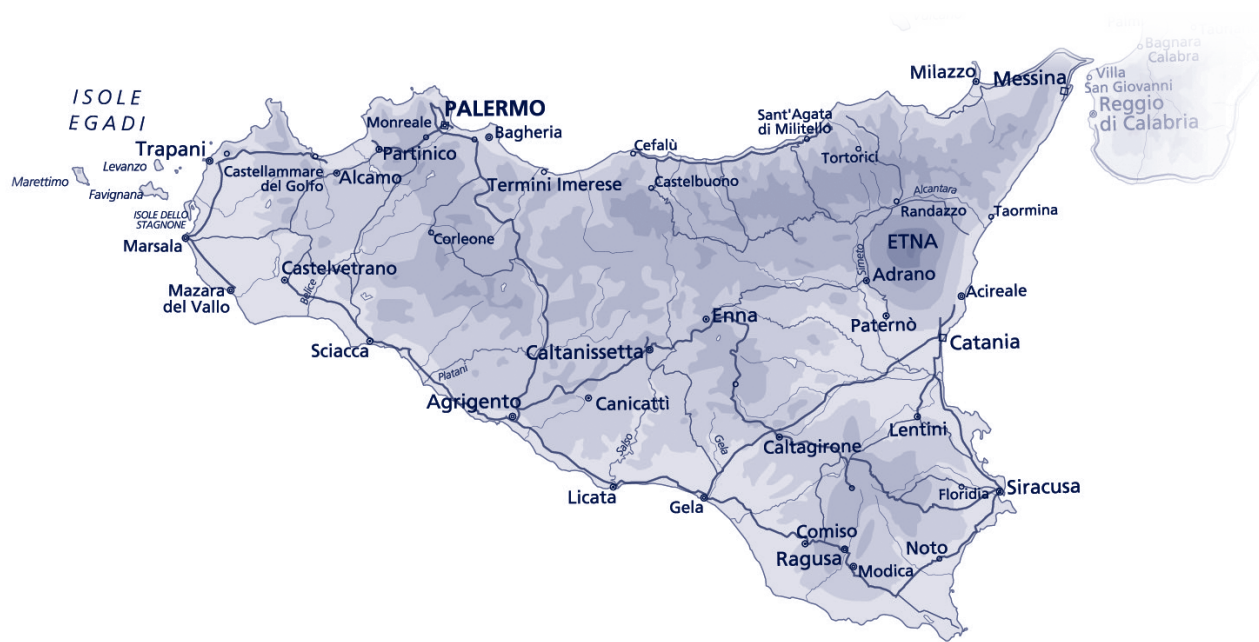 ISOLE
EGADI
Marettimo
Levanzo
Favignana
ISOLE DELLO
STAGNONE
Trapani
Marsala
Mazara
del Vallo
Castellammare
del Golfo
Alcamo
Partinico
Monreale
PALERMO
Bagheria
Termini Imerese
Cefalù
Castelbuono
Sant'Agata
di Militello
Tortorici
Milazzo
Messina
Bagnara
Calabra
Villa
San Giovanni
Reggio
di Calabria
Alcantara
Randazzo
Taormina
ETNA
Simeto
Adrano
Acireale
Paternò
Catania
Corleone
Castelvetrano
Belice
Sciacca
Platani
Agrigento
Caltanissetta
Enna
Canicattì
Salso
Gela
Caltagirone
Lentini
Licata
Gela
Floridia
Siracusa
Comiso
Ragusa
Modica
Noto